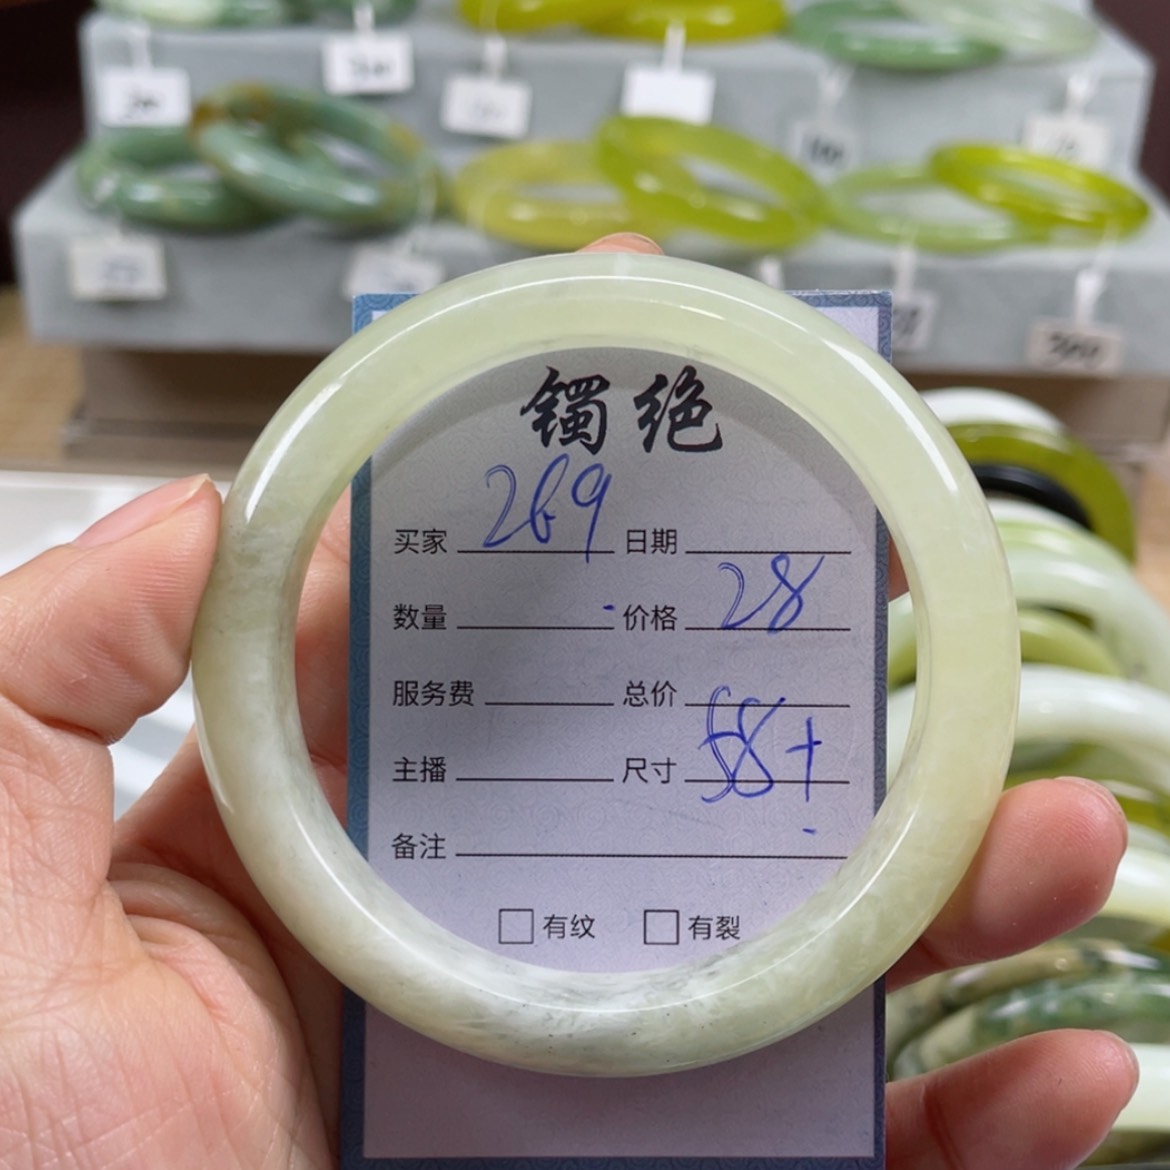 300
镯绝
买家 269 日期
数量 价格 28
服务费 总价
主播 尺寸 58+
备注
□有纹 □有裂